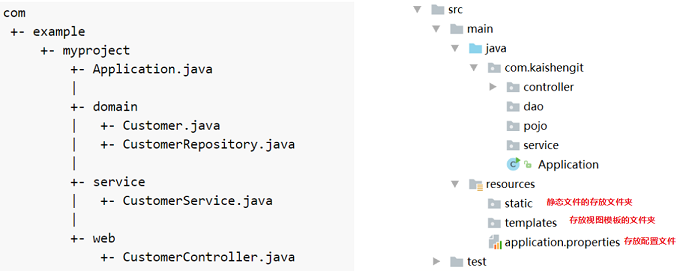 com
+- example
+- myproject
+- Application.java
|
+- domain
| +- Customer.java
| +- CustomerRepository.java
|
+- service
| +- CustomerService.java
|
+- web
+- CustomerController.java
src
main
java
com.kaishengit
controller
dao
pojo
service
Application
resources
static 静态文件的存放文件夹
templates 存放视图模板的文件夹
application.properties 存放配置文件
test